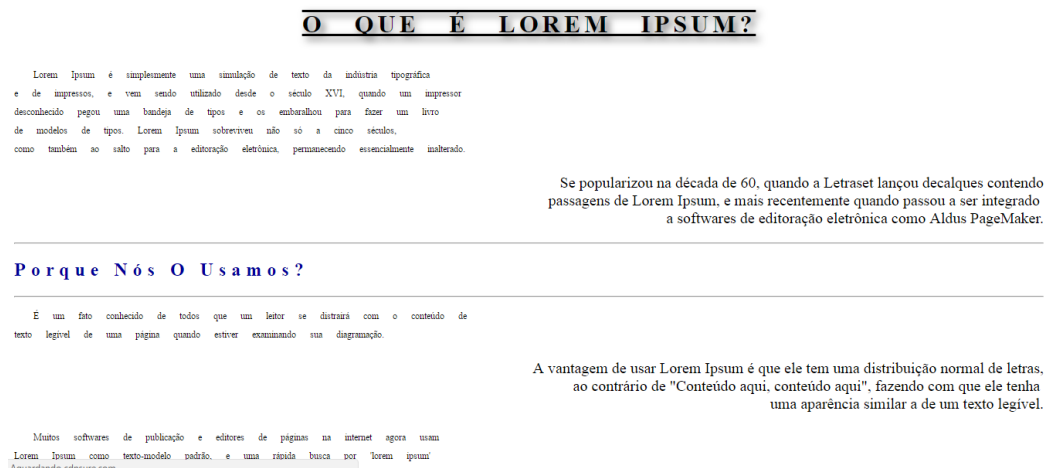 O QUE É LOREM IPSUM?
Lorem Ipsum é simplesmente uma simulação de texto da indústria tipográfica
e de impressos, e vem sendo utilizado desde o século XVI, quando um impressor
desconhecido pegou uma bandeja de tipos e os embaralhou para fazer um livro
de modelos de tipos. Lorem Ipsum sobreviveu não só a cinco séculos,
como também ao salto para a editoração eletrônica, permanecendo essencialmente inalterado.
Se popularizou na década de 60, quando a Letraset lançou decalques contendo
passagens de Lorem Ipsum, e mais recentemente quando passou a ser integrado
a softwares de editoração eletrônica como Aldus PageMaker.
Porque Nós O Usamos?
É um fato conhecido de todos que um leitor se distrairá com o conteúdo de
texto legível de uma página quando estiver examinando sua diagramação.
A vantagem de usar Lorem Ipsum é que ele tem uma distribuição normal de letras,
ao contrário de "Conteúdo aqui, conteúdo aqui", fazendo com que ele tenha
uma aparência similar a de um texto legível.
Muitos softwares de publicação e editores de páginas na internet agora usam
Lorem Ipsum como texto-modelo padrão, e uma rápida busca por 'lorem ipsum'